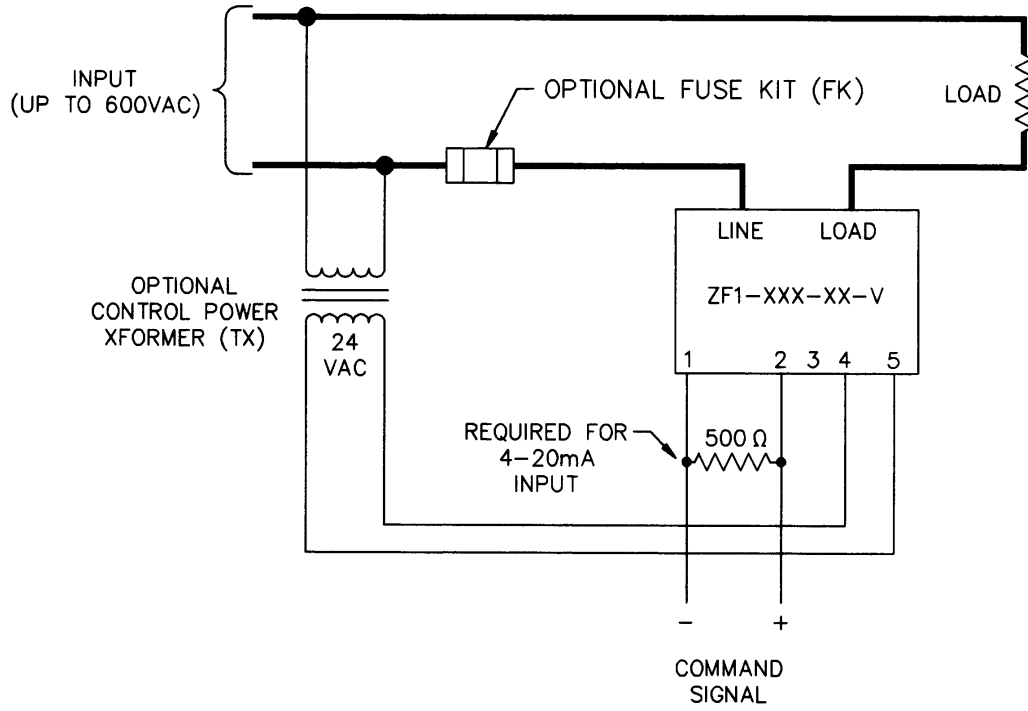 INPUT
(UP TO 600VAC)
OPTIONAL FUSE KIT (FK)
LOAD
LINE LOAD
ZF1-XXX-XX-V
1 2 3 4 5
OPTIONAL
CONTROL POWER
XFORMER (TX)
24
VAC
REQUIRED FOR
4-20mA
INPUT
500 Ω
- +
COMMAND
SIGNAL